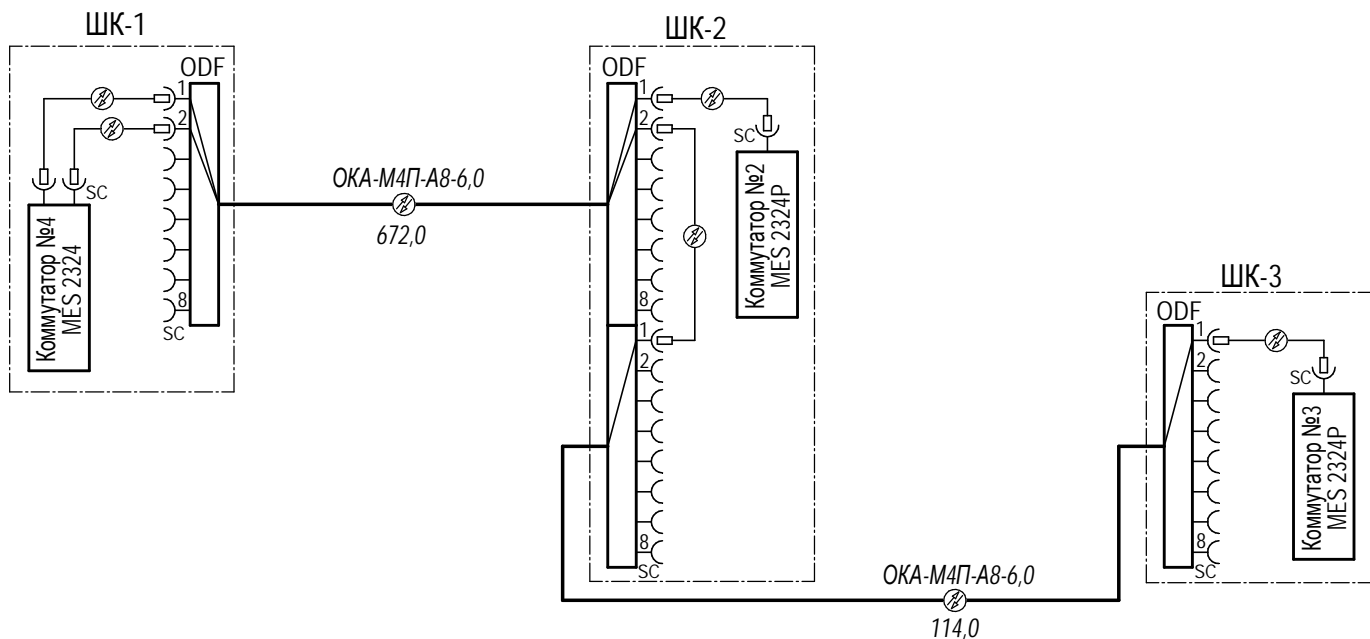 ШК-1
ODF
1
2
8
SC
SC
Коммутатор №4
MES 2324
ОКА-М4П-А8-6,0
672,0
ШК-2
ODF
1
2
8
1
2
8
SC
SC
Коммутатор №2
MES 2324P
ОКА-М4П-А8-6,0
114,0
ШК-3
ODF
1
2
8
SC
SC
Коммутатор №3
MES 2324P